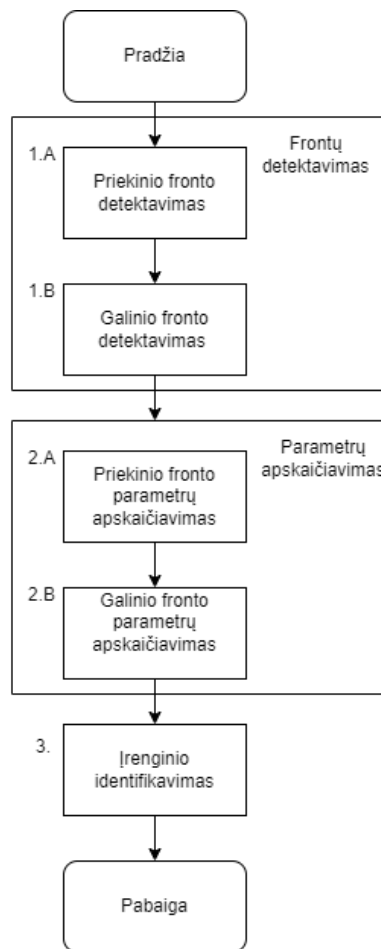 Pradžia
Frontų
detektavimas
1.A
Priekinio fronto
detektavimas
1.B
Galinio fronto
detektavimas
Parametrų
apskaičiavimas
2.A
Priekinio fronto
parametrų
apskaičiavimas
2.B
Galinio fronto
parametrų
apskaičiavimas
3.
Įrenginio
identifikavimas
Pabaiga